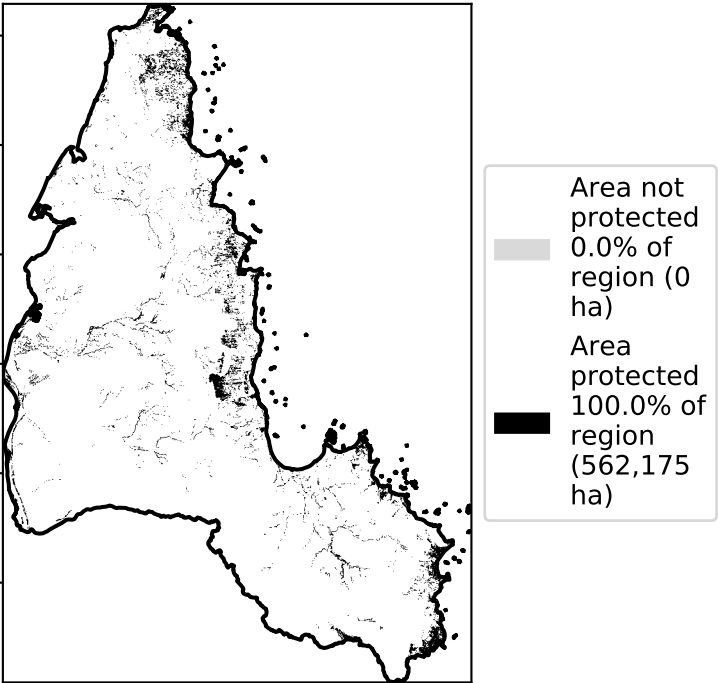 Area not
protected
0.0% of
region (0
ha)
Area
protected
100.0% of
region
(562,175
ha)